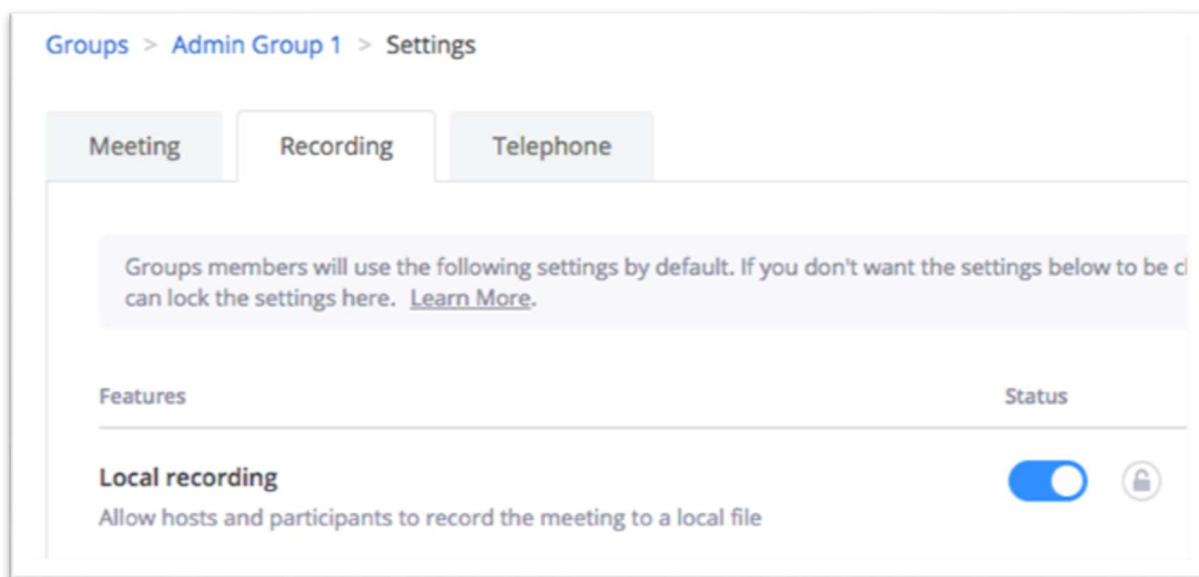 Groups > Admin Group 1 > Settings
Meeting Recording Telephone
Groups members will use the following settings by default. If you don't want the settings below to be
can lock the settings here. Learn More.
Features Status
Local recording
Allow hosts and participants to record the meeting to a local file